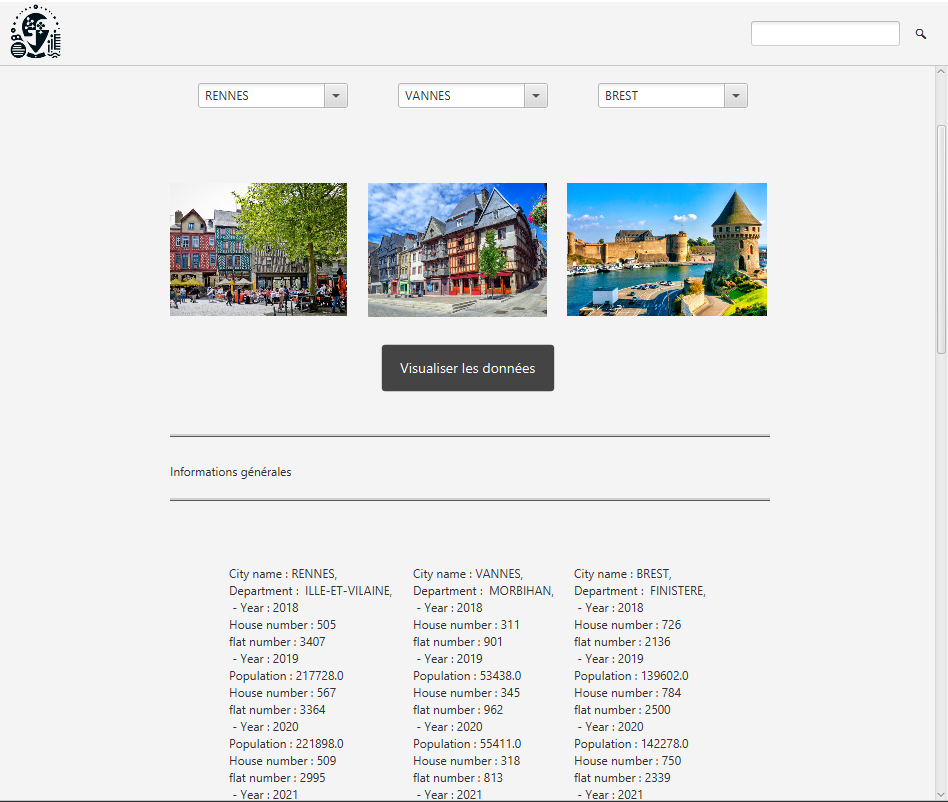 RENNES VANNES BREST
Visualiser les données
Informations générales
City name : RENNES,
Department :  ILLE-ET-VILAINE,
- Year : 2018
House number : 505
flat number : 3407
- Year : 2019
Population : 217728.0
House number : 567
flat number : 3364
- Year : 2020
Population : 221898.0
House number : 509
flat number : 2995
- Year : 2021
City name : VANNES,
Department :  MORBIHAN,
- Year : 2018
House number : 311
flat number : 901
- Year : 2019
Population : 53438.0
House number : 345
flat number : 962
- Year : 2020
Population : 55411.0
House number : 318
flat number : 813
- Year : 2021
City name : BREST,
Department :  FINISTERE,
- Year : 2018
House number : 726
flat number : 2136
- Year : 2019
Population : 139602.0
House number : 784
flat number : 2500
- Year : 2020
Population : 142278.0
House number : 750
flat number : 2339
- Year : 2021